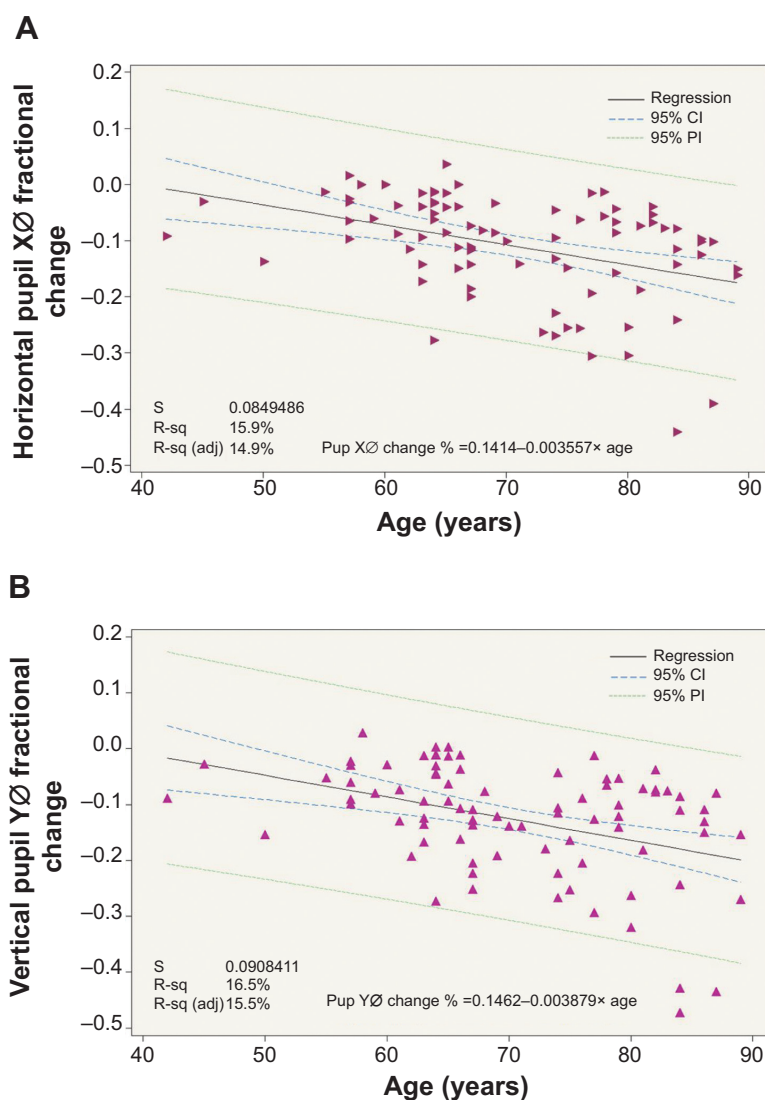 A
Horizontal pupil XØ fractional
change
0.2
0.1
0.0
–0.1
–0.2
–0.3
–0.4
–0.5
Regression
95% CI
95% PI
S 0.0849486
R-sq 15.9%
R-sq (adj) 14.9%
Pup XØ change % =0.1414–0.003557× age
40 50 60 70 80 90
Age (years)
B
Vertical pupil YØ fractional
change
0.2
0.1
0.0
–0.1
–0.2
–0.3
–0.4
–0.5
Regression
95% CI
95% PI
S 0.0908411
R-sq 16.5%
R-sq (adj) 15.5%
Pup YØ change % =0.1462–0.003879× age
40 50 60 70 80 90
Age (years)